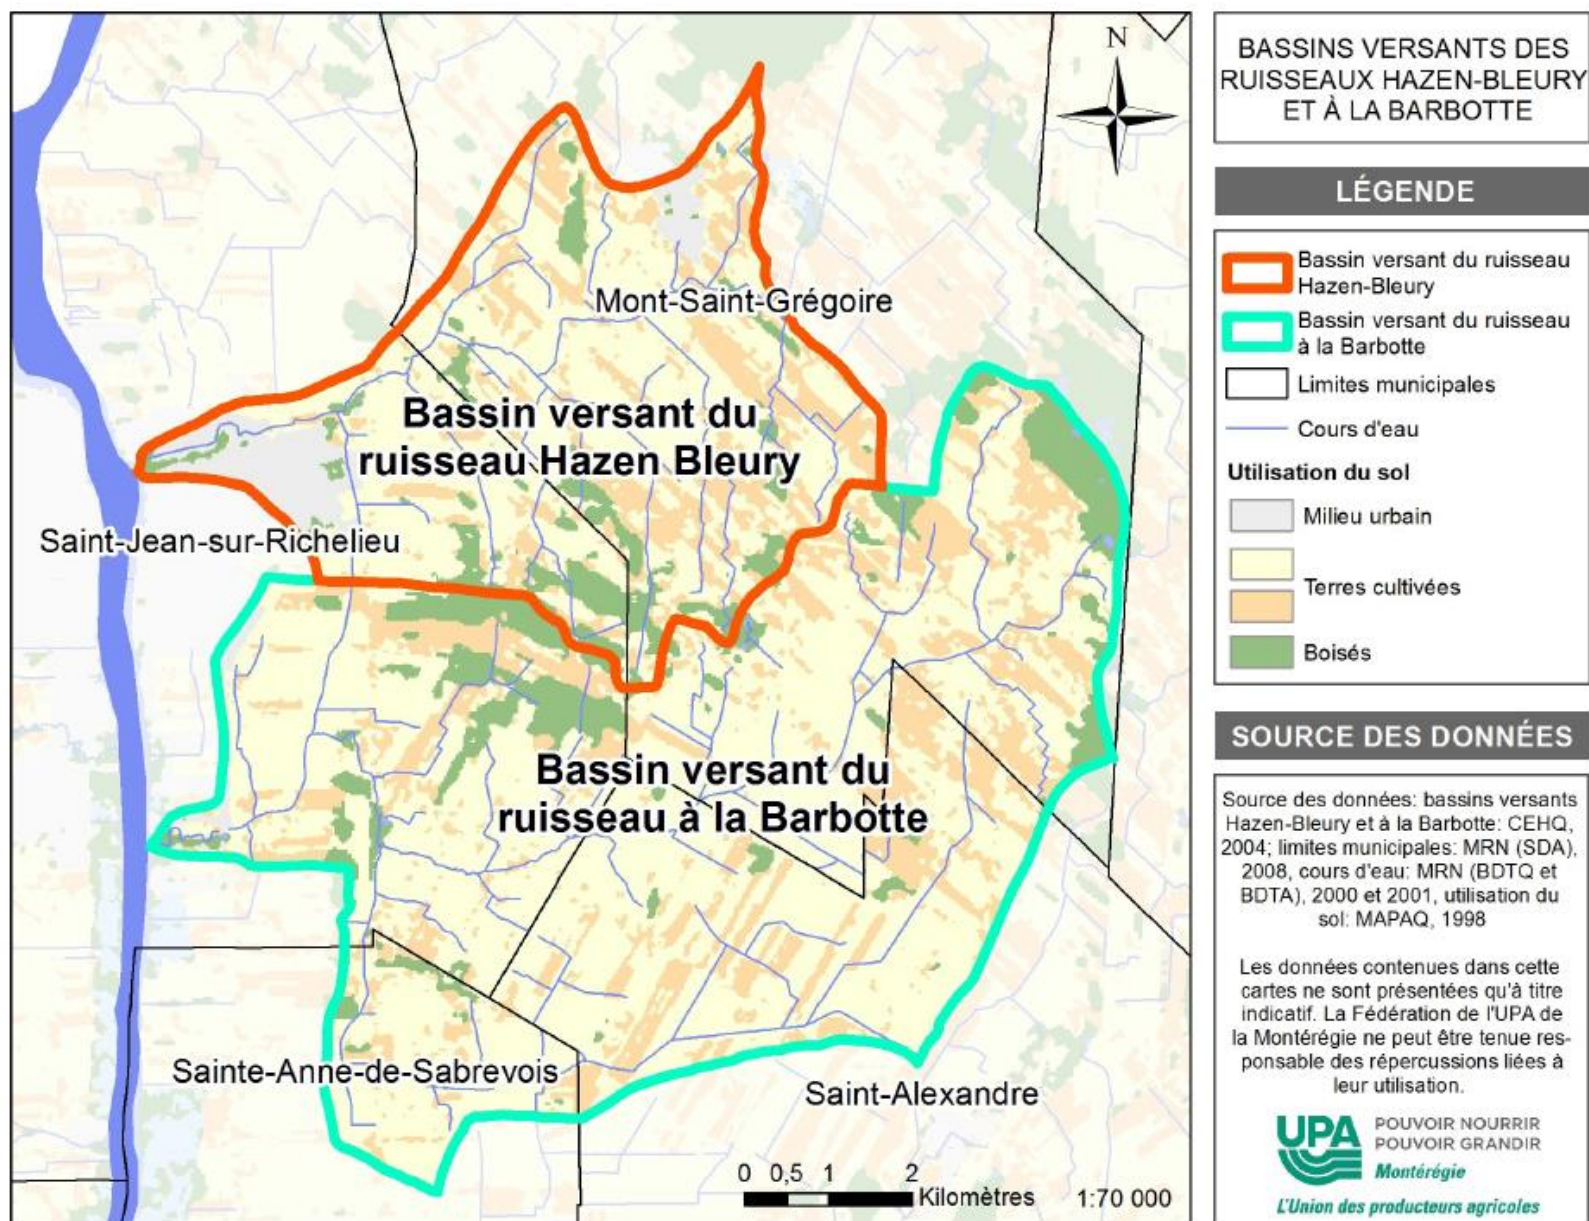 BASSINS VERSANTS DES
RUISSEAUX HAZEN-BLEURY
ET À LA BARBOTTE
LÉGENDE
Bassin versant du ruisseau
Hazen-Bleury
Bassin versant du ruisseau
à la Barbotte
Limites municipales
Cours d'eau
Utilisation du sol
Milieu urbain
Terres cultivées
Boisés
SOURCE DES DONNÉES
Source des données: bassins versants
Hazen-Bleury et à la Barbotte: CEHQ,
2004; limites municipales: MRN (SDA),
2008, cours d'eau: MRN (BDTQ et
BDTA), 2000 et 2001, utilisation du
sol: MAPAQ, 1998
Les données contenues dans cette
cartes ne sont présentées qu'à titre
indicatif. La Fédération de l'UPA de
la Montérégie ne peut être tenue res-
ponsable des répercussions liées à
leur utilisation.
UPA
POUVOIR NOURRIR
POUVOIR GRANDIR
Montérégie
L'Union des producteurs agricoles
N
Mont-Saint-Grégoire
Bassin versant du
ruisseau Hazen Bleury
Saint-Jean-sur-Richelieu
Bassin versant du
ruisseau à la Barbotte
Sainte-Anne-de-Sabrevois
Saint-Alexandre
0 0,5 1 2
Kilomètres 1:70 000